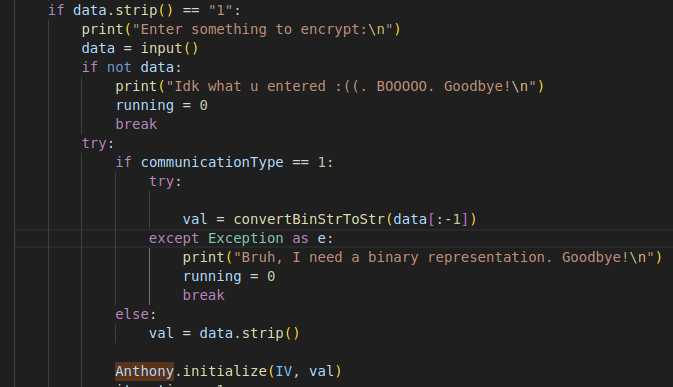 if data.strip() == "1":
print("Enter something to encrypt:\n")
data = input()
if not data:
print("Idk what u entered :((. BOOOOO. Goodbye!\n")
running = 0
break
try:
if communicationType == 1:
try:
val = convertBinStrToStr(data[:-1])
except Exception as e:
print("Bruh, I need a binary representation. Goodbye!\n")
running = 0
break
else:
val = data.strip()
Anthony.initialize(IV, val)